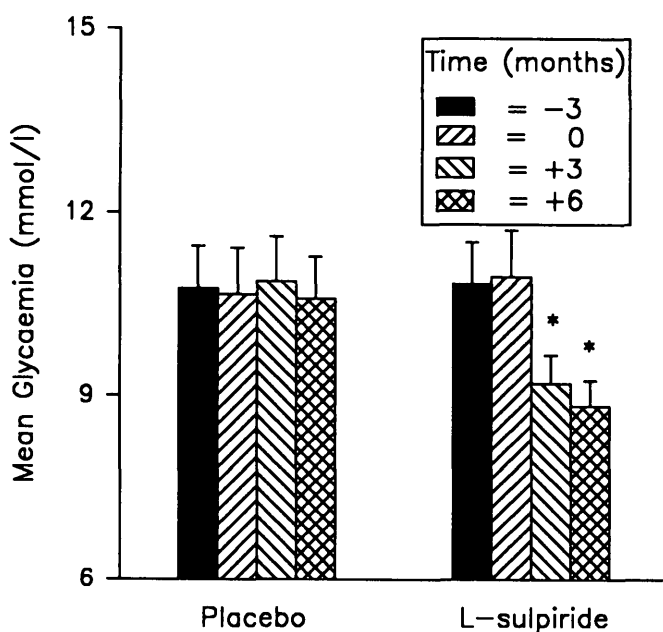 15
12
9
6
Mean Glycaemia (mmol/l)
Time (months)
= -3
= 0
= +3
= +6
*
*
Placebo
L-sulpiride